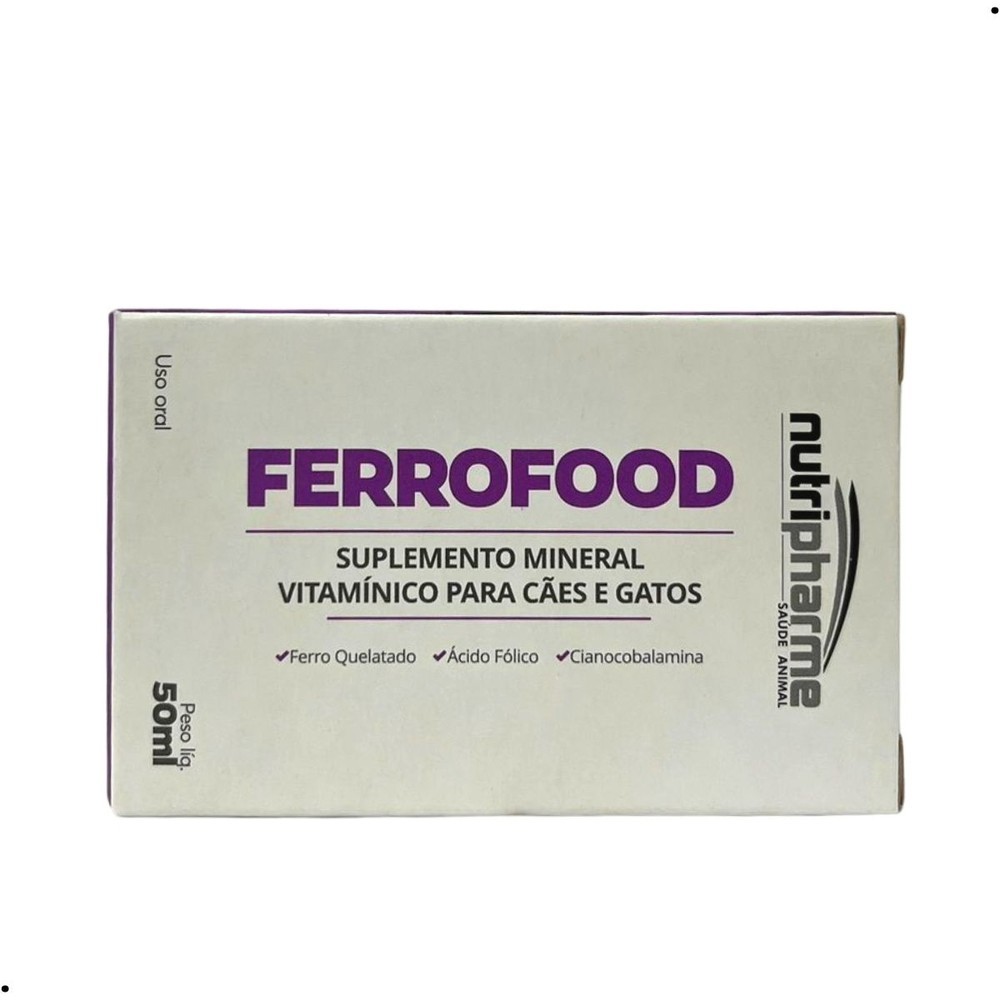 Uso oral
FERROFOOD
SUPLEMENTO MINERAL
VITAMÍNICO PARA CÃES E GATOS
✔Ferro Quelatado ✔Ácido Fólico ✔Cianocobalamina
Peso líq.
50ml
nutripharme
SAÚDE ANIMAL